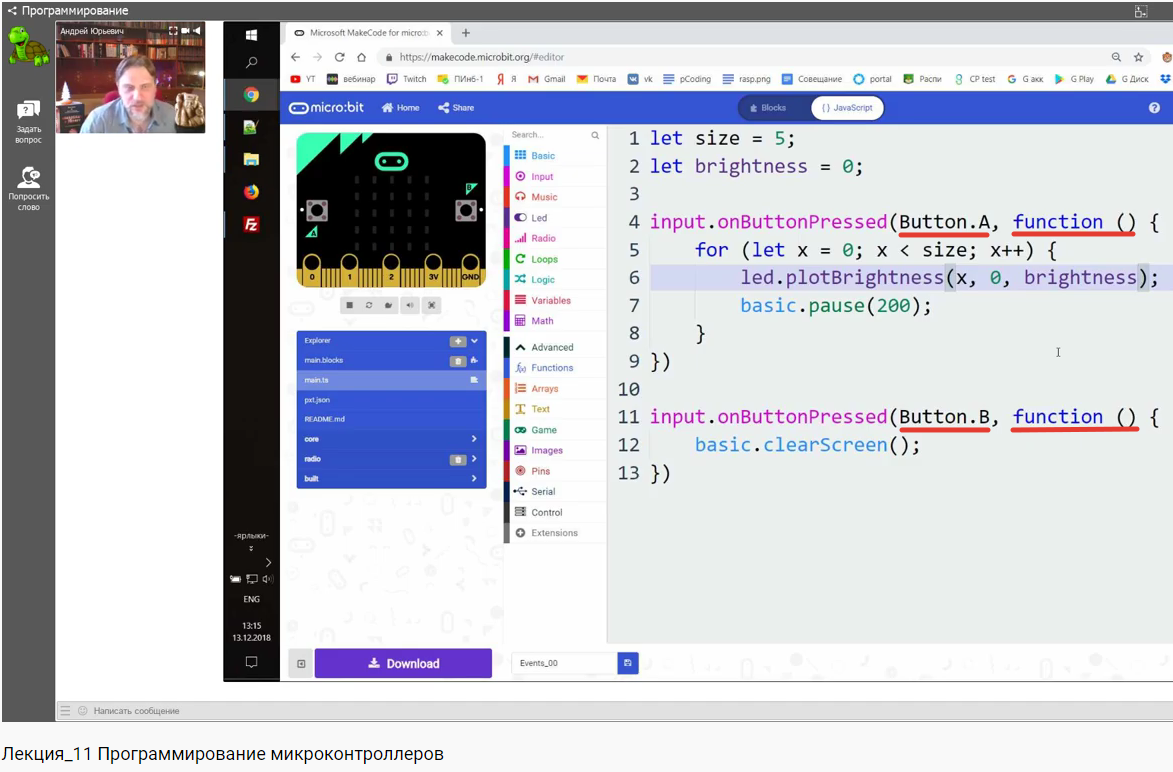 Программирование
Андрей Юрьевич
Задать
вопрос
Попросить
слово
-ярлыки-
ENG
13:15
13.12.2018
Microsoft MakeCode for micro:b
https://makecode.microbit.org/#editor
YT вебинар Twitch ПИнб-1 Я Gmail Почта vk pCoding rasp.png Совещание portal Распи CP test G акк G Play G Диск
micro:bit Home Share Blocks {} JavaScript
B
A
0 1 2 3V GND
Explorer
main.blocks
main.ts
pxt.json
README.md
core
radio
built
Download
Search...
Basic
Input
Music
Led
Radio
Loops
Logic
Variables
Math
Advanced
Functions
Arrays
Text
Game
Images
Pins
Serial
Control
Extensions
Events_00
1 let size = 5;
2 let brightness = 0;
3
4 input.onButtonPressed(Button.A, function () {
5 for (let x = 0; x < size; x++) {
6 led.plotBrightness(x, 0, brightness);
7 basic.pause(200);
8 }
9 })
10
11 input.onButtonPressed(Button.B, function () {
12 basic.clearScreen();
13 })
Написать сообщение
Лекция_11 Программирование микроконтроллеров